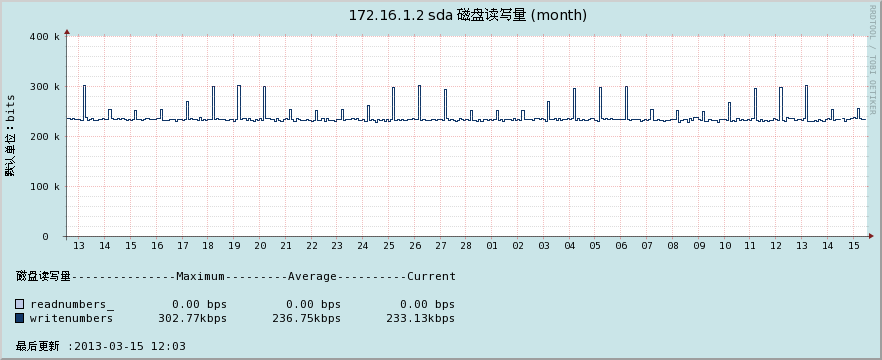 172.16.1.2 sda 磁盘读写量 (month)
RRDTOOL / TOBI OETIKER
默认单位:bits
400 k
300 k
200 k
100 k
0
13 14 15 16 17 18 19 20 21 22 23 24 25 26 27 28 01 02 03 04 05 06 07 08 09 10 11 12 13 14 15
磁盘读写量---------------Maximum---------Average----------Current
readnumbers_ 0.00 bps 0.00 bps 0.00 bps
writenumbers 302.77kbps 236.75kbps 233.13kbps
最后更新 :2013-03-15 12:03